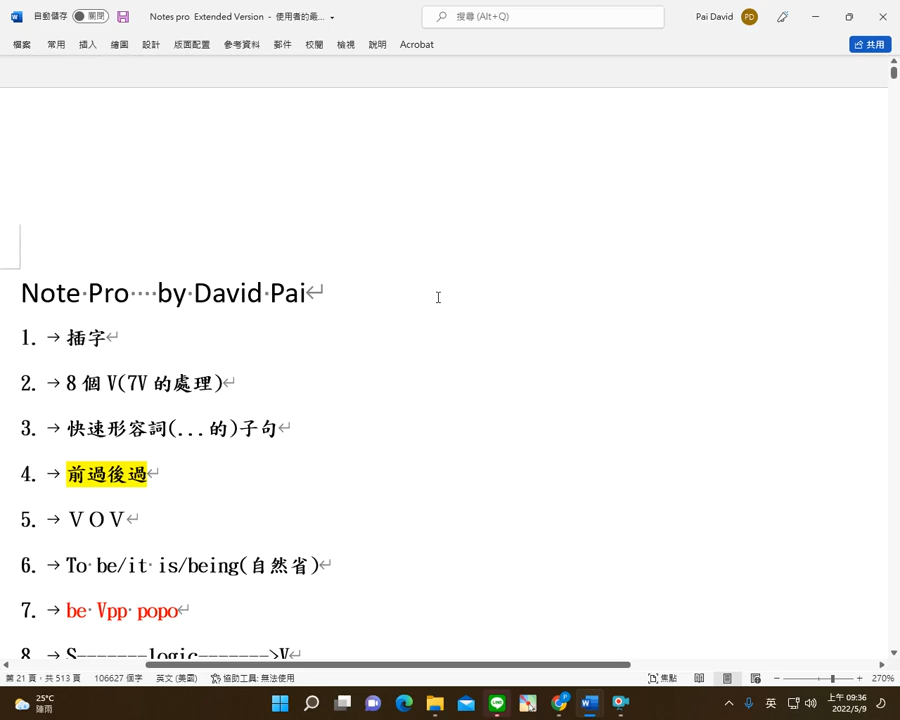 自動儲存 關閉 Notes pro Extended Version - 使用者的最... 搜尋 (Alt+Q) Pai David PD
檔案 常用 插入 繪圖 設計 版面配置 參考資料 郵件 校閱 檢視 說明 Acrobat 共用
Note Pro by David Pai
1. 插字
2. 8 個 V(7V 的處理)
3. 快速形容詞(...的)子句
4. 前過後過
5. ＶＯＶ
6. To be/it is/being(自然省)
7. be Vpp popo
8. S-------logic------->V
第 21 頁，共 513 頁 106627 個字 英文 (美國) 協助工具: 無法使用 焦點 270%
25°C
陣雨
英
上午 09:36
2022/5/9